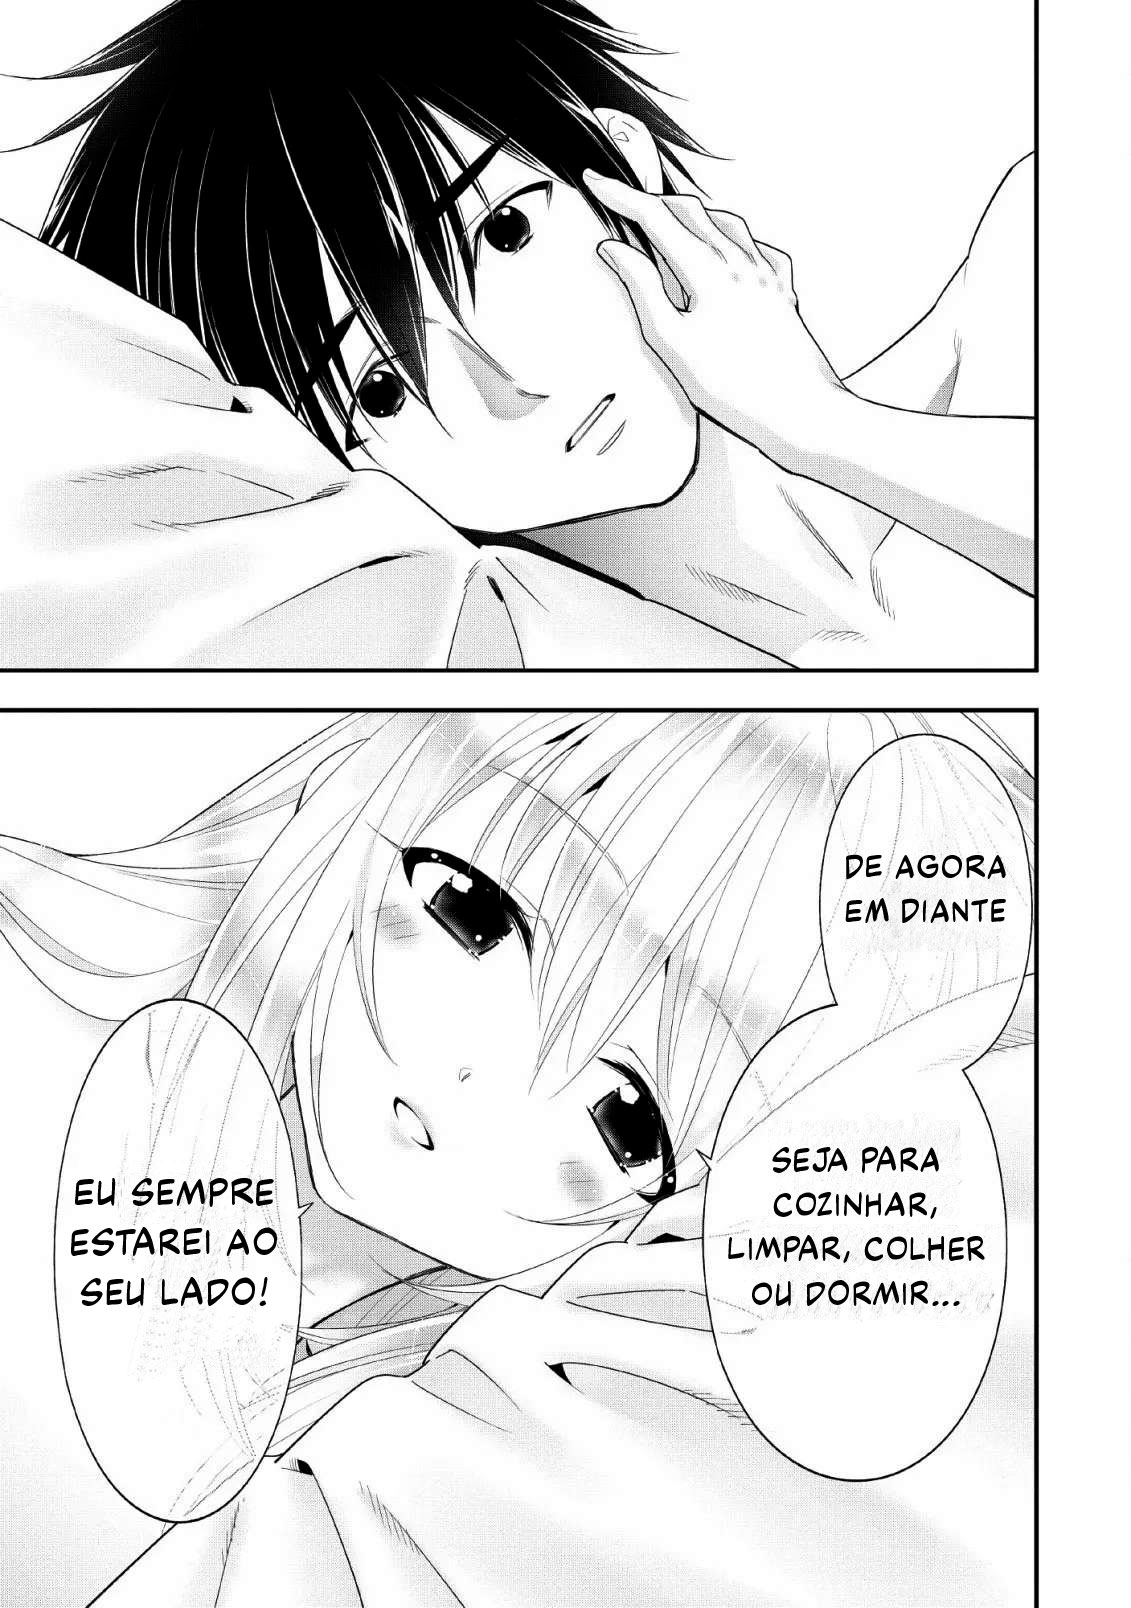 DE AGORA
EM DIANTE
SEJA PARA
COZINHAR,
LIMPAR, COLHER
OU DORMIR...
EU SEMPRE
ESTAREI AO
SEU LADO!